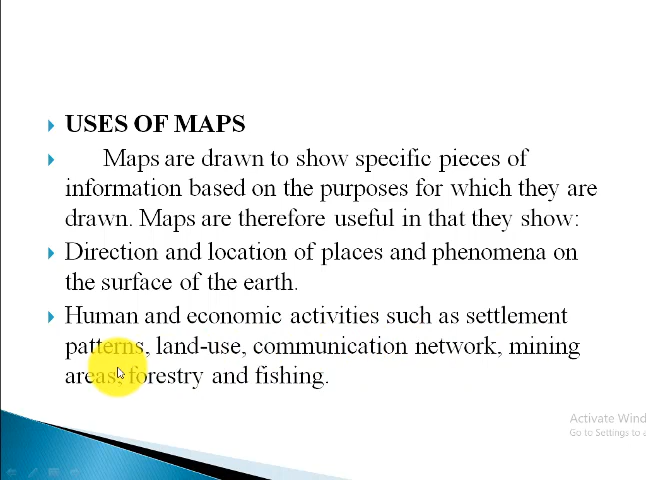 USES OF MAPS
Maps are drawn to show specific pieces of
information based on the purposes for which they are
drawn. Maps are therefore useful in that they show:
Direction and location of places and phenomena on
the surface of the earth.
Human and economic activities such as settlement
patterns, land-use, communication network, mining
areas, forestry and fishing.
Activate Wind
Go to Settings to a